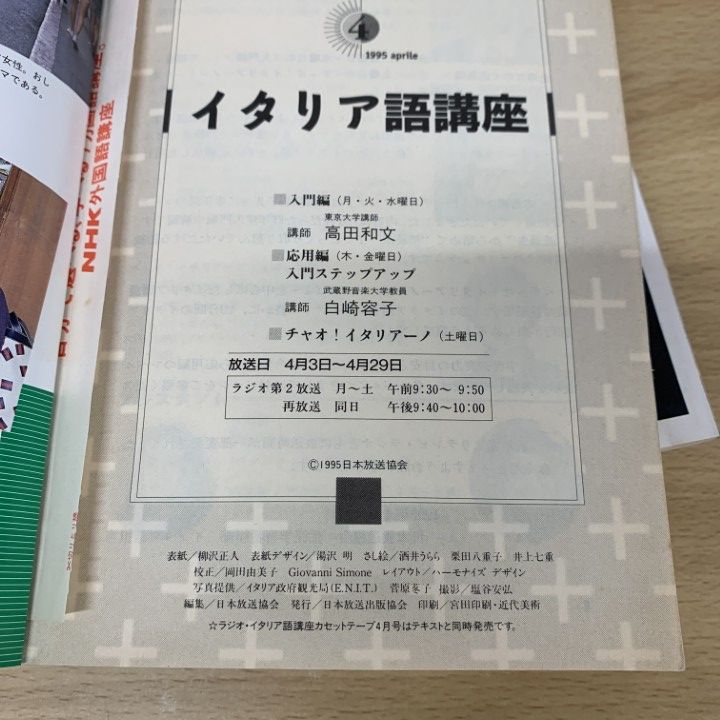 女性。おし
マである。
NHK外国語講座
4
1995 aprile
イタリア語講座
■入門編（月・火・水曜日）
東京大学講師
講師 高田和文
■応用編（木・金曜日）
入門ステップアップ
武蔵野音楽大学教員
講師 白崎容子
■チャオ！イタリアーノ（土曜日）
放送日 4月3日～4月29日
ラジオ第2放送 月～土 午前9:30～ 9:50
再放送 同日 午後9:40～10:00
©1995日本放送協会
表紙／柳沢正人 表紙デザイン／湯沢 明 さし絵／酒井うらら 栗田八重子 井上七重
校正／岡田由美子 Giovanni Simone レイアウト／ハーモナイズ デザイン
写真提供／イタリア政府観光局(E.N.I.T.) 菅原苳子 撮影／塩谷安弘
編集／日本放送協会 発行／日本放送出版協会 印刷／宮田印刷・近代美術
☆ラジオ・イタリア語講座カセットテープ4月号はテキストと同時発売です。